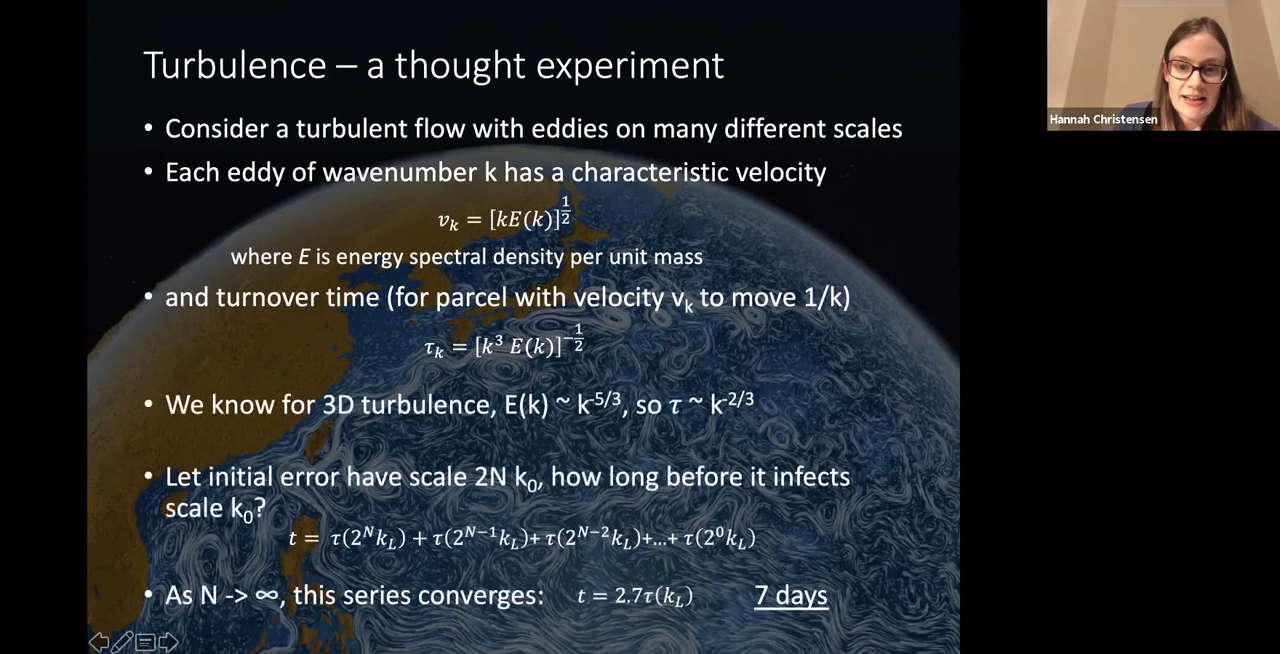 Turbulence – a thought experiment
• Consider a turbulent flow with eddies on many different scales
• Each eddy of wavenumber k has a characteristic velocity
v_k = [kE(k)]^{1/2}
where E is energy spectral density per unit mass
• and turnover time (for parcel with velocity v_k to move 1/k)
τ_k = [k^3 E(k)]^{-1/2}
• We know for 3D turbulence, E(k) ~ k^{-5/3}, so τ ~ k^{-2/3}
• Let initial error have scale 2N k_0, how long before it infects
scale k_0?
t = τ(2^N k_L) + τ(2^{N-1} k_L)+ τ(2^{N-2} k_L)+...+ τ(2^0 k_L)
• As N -> ∞, this series converges: t = 2.7τ(k_L) 7 days
Hannah Christensen